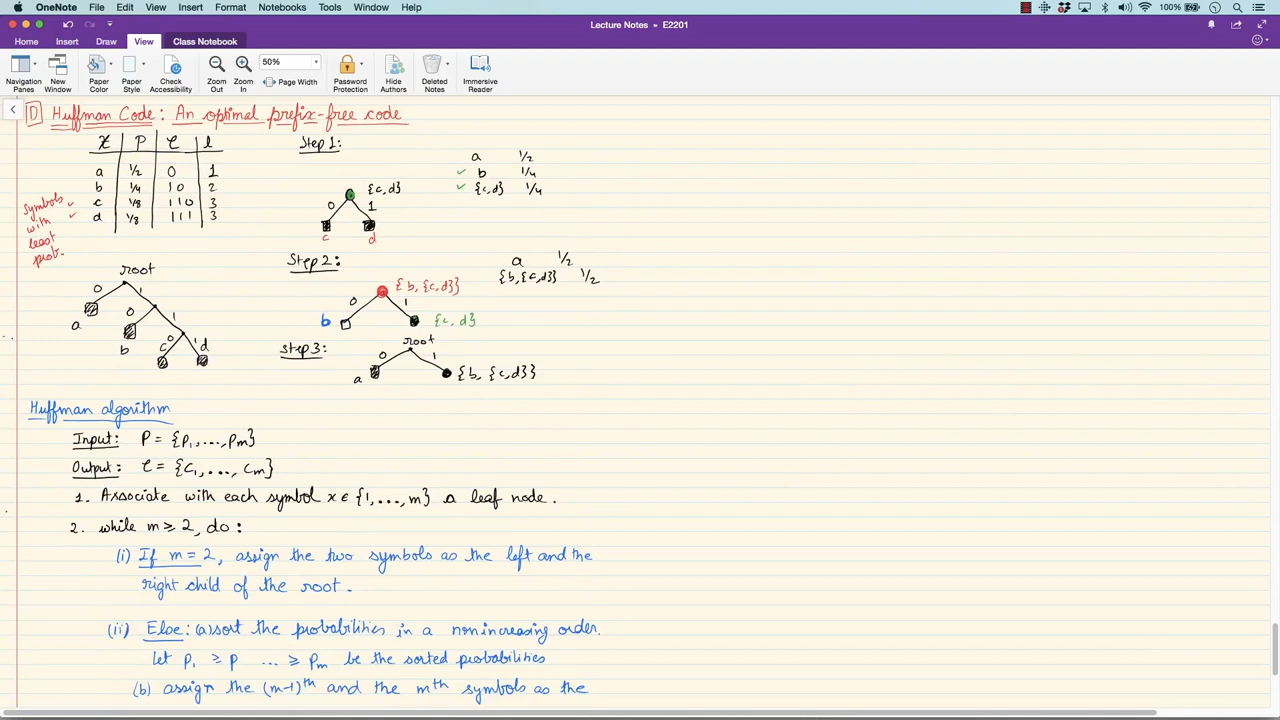 OneNote File Edit View Insert Format Notebooks Tools Window Help 100%
Lecture Notes » E2201
Home Insert Draw View Class Notebook
50%
Page Width
Navigation Panes
New Window
Paper Color
Paper Style
Check Accessibility
Zoom Out
Zoom In
Password Protection
Hide Authors
Deleted Notes
Immersive Reader
D Huffman Code: An optimal prefix-free code
X P C l
a 1/2 0 1
b 1/4 10 2
c 1/8 110 3
d 1/8 111 3
symbols with least prob.
root
0 1
a
0 1
b
0 1
c d
Step 1:
{c,d}
0 1
c d
a 1/2
✓ b 1/4
✓ {c,d} 1/4
Step 2:
{b,{c,d}}
0 1
b {c,d}
a 1/2
{b,{c,d}} 1/2
Step 3:
root
0 1
a {b, {c,d}}
Huffman algorithm
Input: P = {p1,...,pm}
Output: C = {c1,...,cm}
1. Associate with each symbol x ∈ {1,...,m} a leaf node.
2. while m ≥ 2, do:
(i) If m = 2, assign the two symbols as the left and the
right child of the root.
(ii) Else: (a) sort the probabilities in a nonincreasing order.
let p1 ≥ p ... ≥ pm be the sorted probabilities
(b) assign the (m-1)th and the mth symbols as the